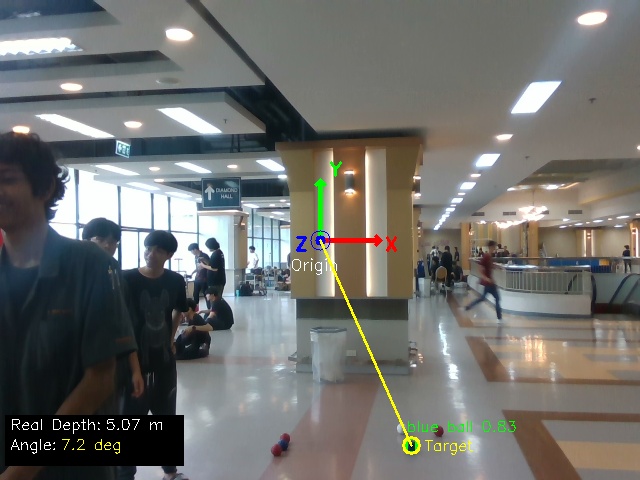 DIAMOND
HALL
Y
Z
X
Origin
blue ball 0.83
Target
Real Depth: 5.07 m
Angle: 7.2 deg